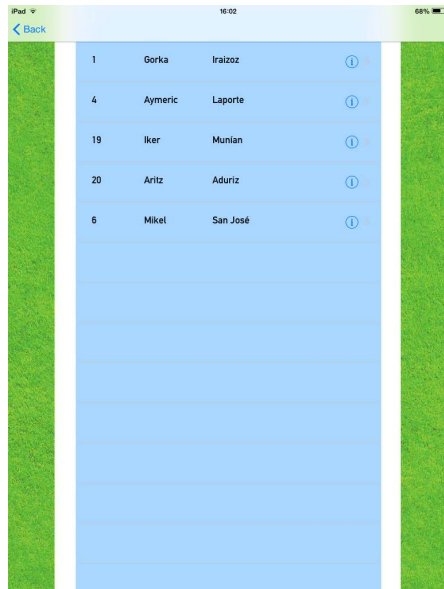 iPad 16:02 68%
Back
1 Gorka Iraizoz
4 Aymeric Laporte
19 Iker Munían
20 Aritz Aduriz
6 Mikel San José